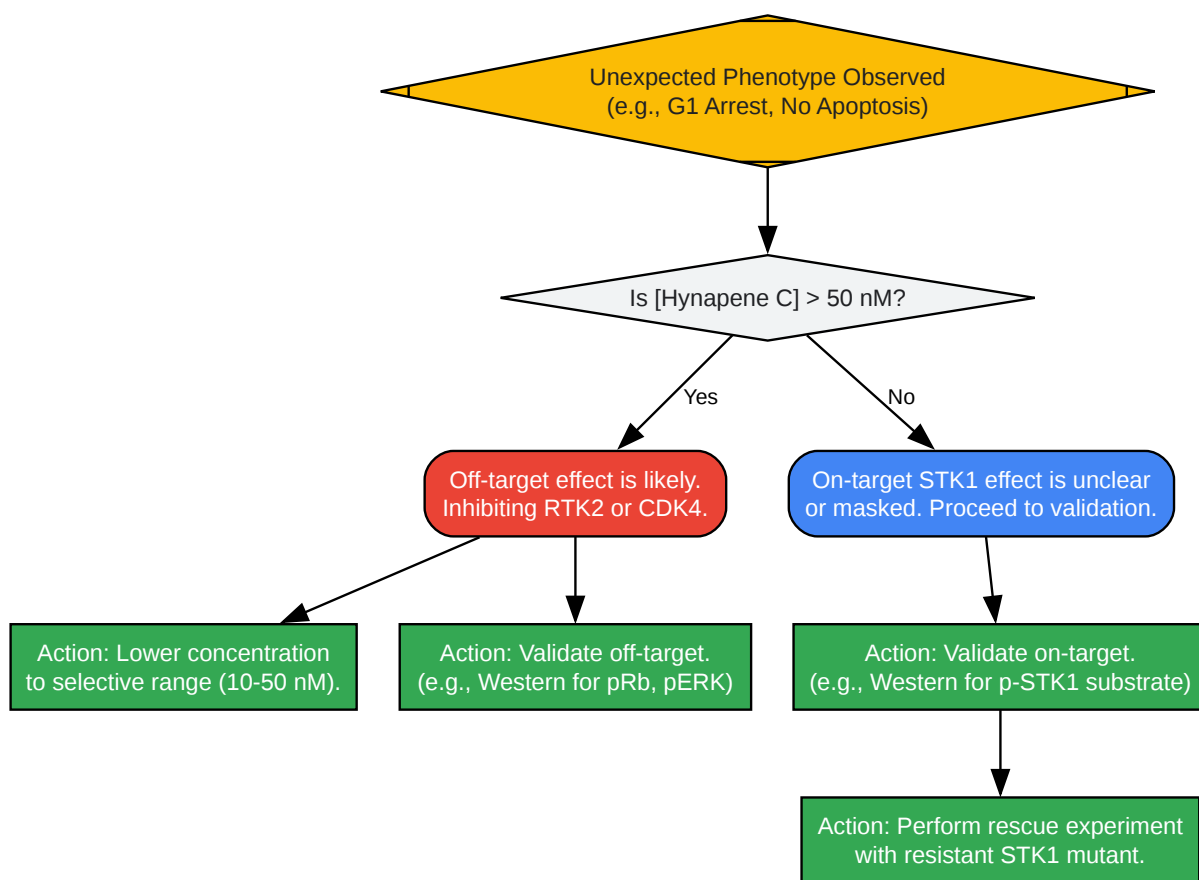 Unexpected Phenotype Observed
(e.g., G1 Arrest, No Apoptosis)
Is [Hynapene C] > 50 nM?
Yes
No
Off-target effect is likely.
Inhibiting RTK2 or CDK4.
On-target STK1 effect is unclear
or masked. Proceed to validation.
Action: Lower concentration
to selective range (10-50 nM).
Action: Validate off-target.
(e.g., Western for pRb, pERK)
Action: Validate on-target.
(e.g., Western for p-STK1 substrate)
Action: Perform rescue experiment
with resistant STK1 mutant.